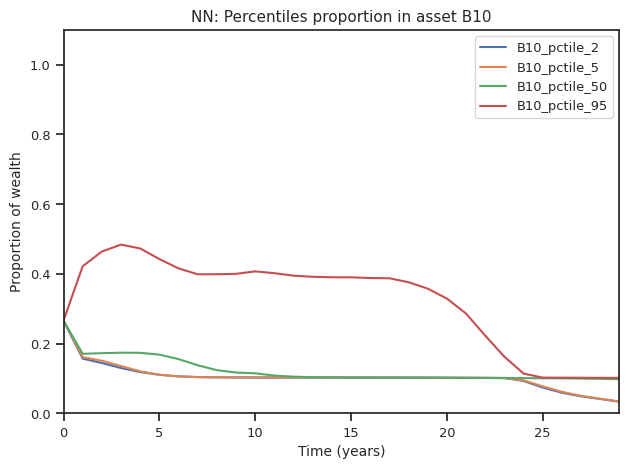 NN: Percentiles proportion in asset B10
B10_pctile_2
B10_pctile_5
B10_pctile_50
B10_pctile_95
Proportion of wealth
1.0
0.8
0.6
0.4
0.2
0.0
0 5 10 15 20 25
Time (years)